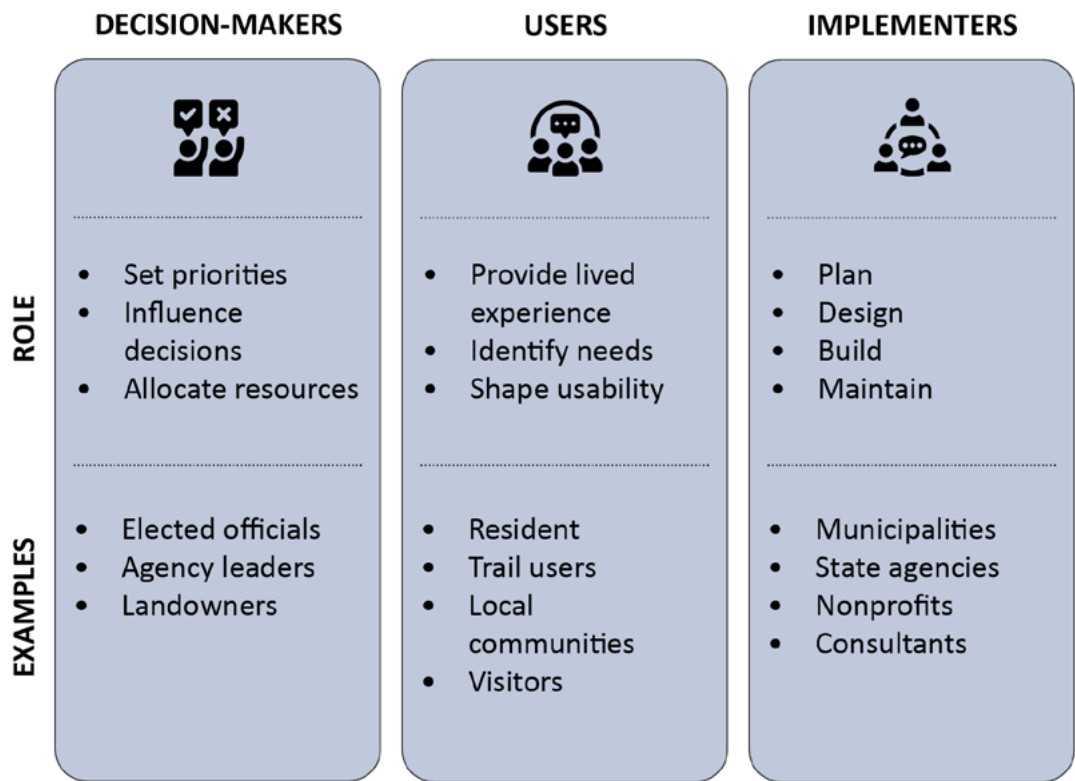 DECISION-MAKERS
USERS
IMPLEMENTERS
ROLE
• Set priorities
• Influence
decisions
• Allocate resources
• Provide lived
experience
• Identify needs
• Shape usability
• Plan
• Design
• Build
• Maintain
EXAMPLES
• Elected officials
• Agency leaders
• Landowners
• Resident
• Trail users
• Local
communities
• Visitors
• Municipalities
• State agencies
• Nonprofits
• Consultants